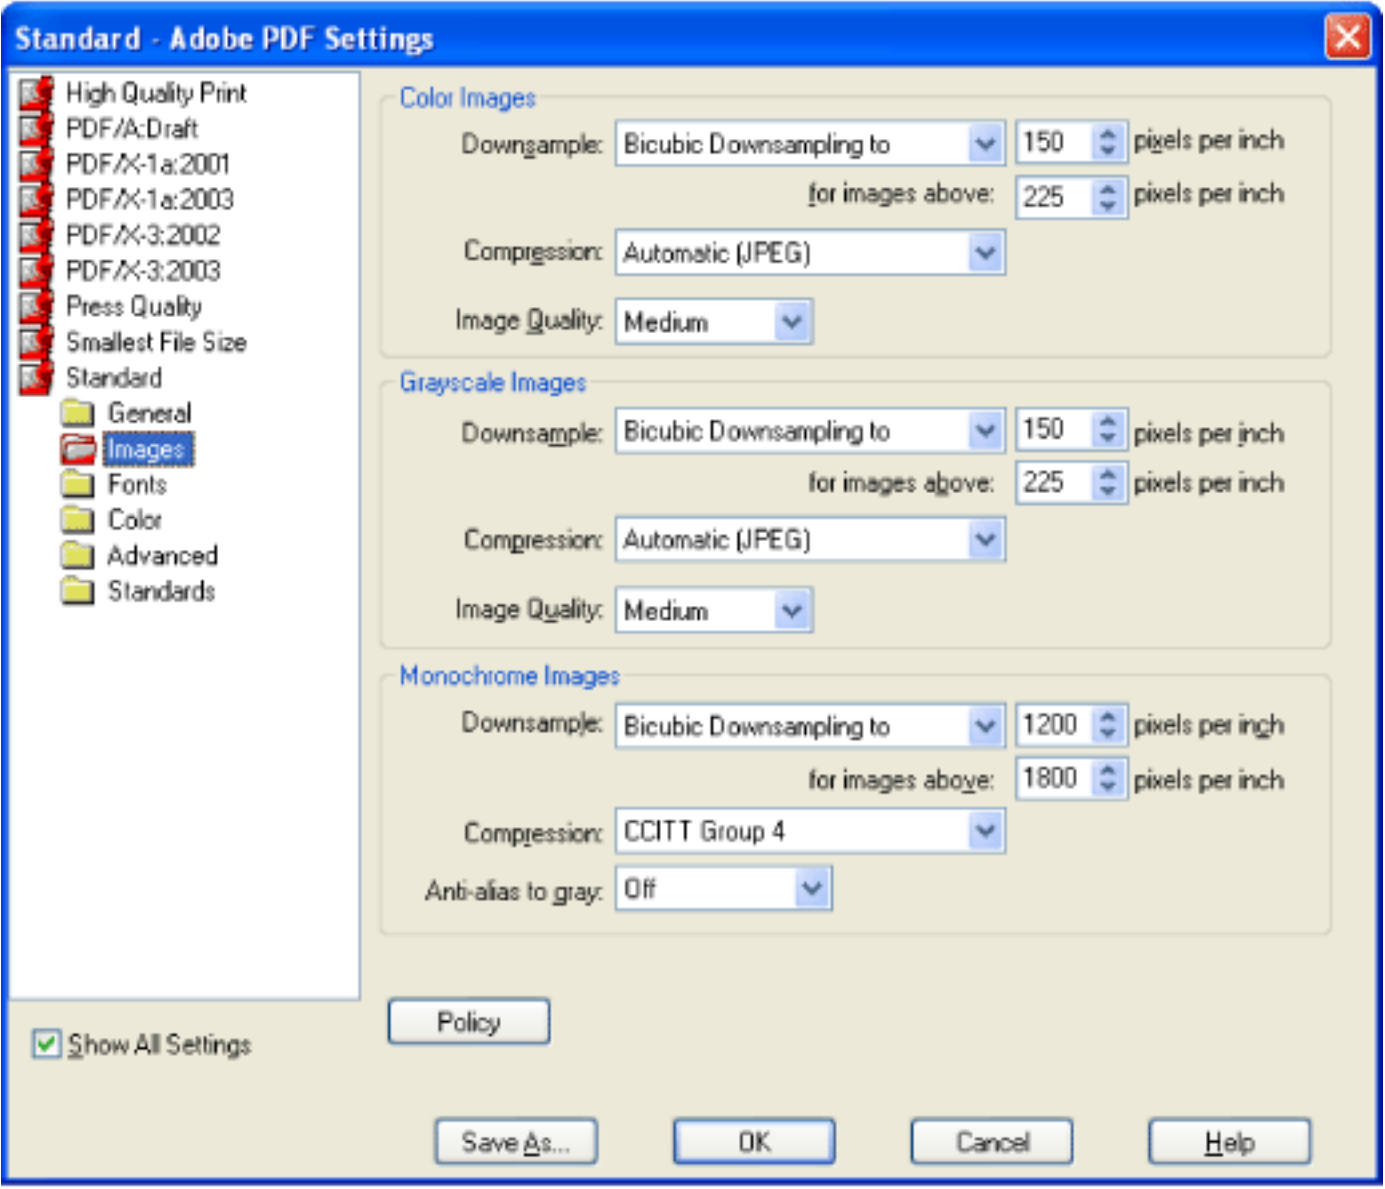 Standard - Adobe PDF Settings
High Quality Print
PDF/A:Draft
PDF/X-1a:2001
PDF/X-1a:2003
PDF/X-3:2002
PDF/X-3:2003
Press Quality
Smallest File Size
Standard
General
Images
Fonts
Color
Advanced
Standards
Show All Settings
Color Images
Downsample: Bicubic Downsampling to 150 pixels per inch
for images above: 225 pixels per inch
Compression: Automatic (JPEG)
Image Quality: Medium
Grayscale Images
Downsample: Bicubic Downsampling to 150 pixels per inch
for images above: 225 pixels per inch
Compression: Automatic (JPEG)
Image Quality: Medium
Monochrome Images
Downsample: Bicubic Downsampling to 1200 pixels per inch
for images above: 1800 pixels per inch
Compression: CCITT Group 4
Anti-alias to gray: Off
Policy
Save As... OK Cancel Help